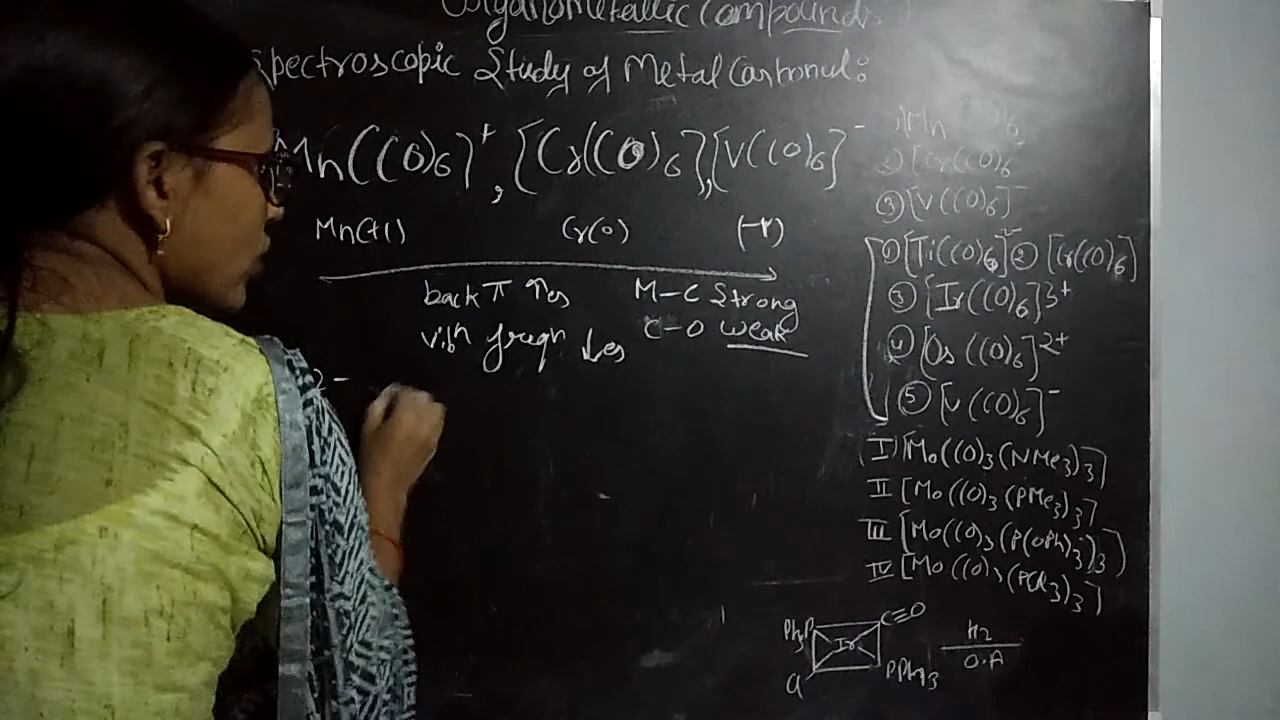 Organometallic Compounds
Spectroscopic Study of Metal Carbonyl:
Mn(CO)6]+, [Cr(CO)6], [V(CO)6]-
Mn(+1) Cr(0) (-1)
back π ↑es M-C Strong
vibn freqn ↓es C-O weak
2-
1) Mn 6
2) [Cr(CO)6
③ [V(CO)6]-
① [Ti(CO)6]2- ② [Cr(CO)6]
③ [Ir(CO)6]3+
④ [Os(CO)6]2+
⑤ [V(CO)6]-
I) [Mo(CO)3(NMe3)3]
II [Mo(CO)3(PMe3)3]
III [Mo(CO)3(P(OPh)3)3]
IV [Mo(CO)3(PCl3)3]
Ph3P Ir C≡O
Cl PPh3
H2
O.A